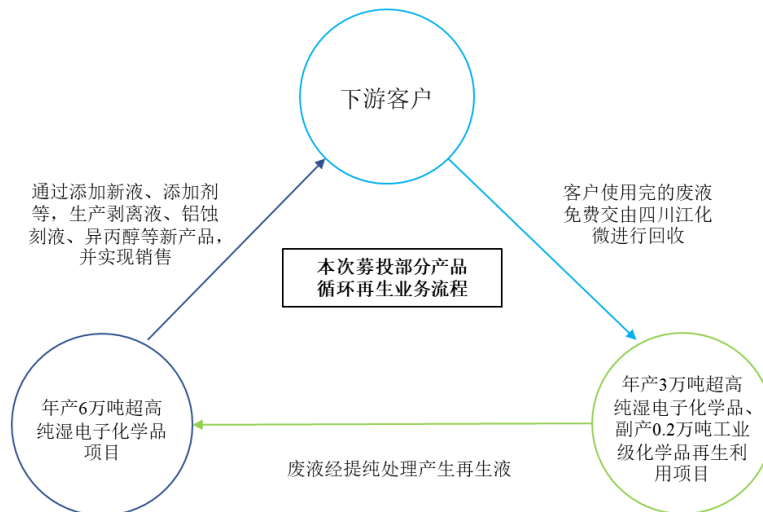 下游客户
通过添加新液、添加剂
等，生产剥离液、铝蚀
刻液、异丙醇等新产品，
并实现销售
客户使用完的废液
免费交由四川江化
微进行回收
本次募投部分产品
循环再生业务流程
年产6万吨超高
纯湿电子化学品
项目
年产3万吨超高
纯湿电子化学品、
副产0.2万吨工业
级化学品再生利
用项目
废液经提纯处理产生再生液